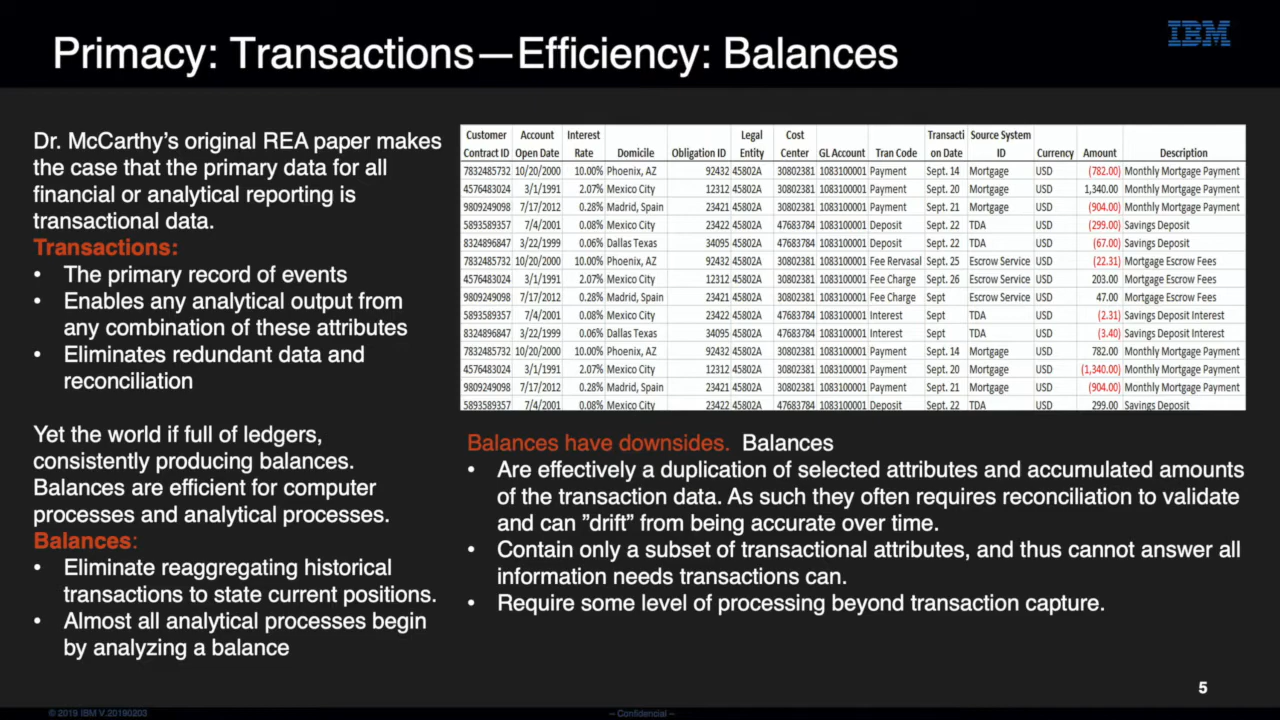 Primacy: Transactions—Efficiency: Balances
IBM
Dr. McCarthy's original REA paper makes
the case that the primary data for all
financial or analytical reporting is
transactional data.
Transactions:
• The primary record of events
• Enables any analytical output from
any combination of these attributes
• Eliminates redundant data and
reconciliation
Yet the world if full of ledgers,
consistently producing balances.
Balances are efficient for computer
processes and analytical processes.
Balances:
• Eliminate reaggregating historical
transactions to state current positions.
• Almost all analytical processes begin
by analyzing a balance
Customer Account Interest Legal Cost Transacti Source System
Contract ID Open Date Rate Domicile Obligation ID Entity Center GL Account Tran Code on Date ID Currency Amount Description
7832485732 10/20/2000 10.00% Phoenix, AZ 92432 45802A 30802381 1083100001 Payment Sept. 14 Mortgage USD (782.00) Monthly Mortgage Payment
4576483024 3/1/1991 2.07% Mexico City 12312 45802A 30802381 1083100001 Payment Sept. 20 Mortgage USD 1,340.00 Monthly Mortgage Payment
9809249098 7/17/2012 0.28% Madrid, Spain 23421 45802A 30802381 1083100001 Payment Sept. 21 Mortgage USD (904.00) Monthly Mortgage Payment
5893589357 7/4/2001 0.08% Mexico City 23422 45802A 47683784 1083100001 Deposit Sept. 22 TDA USD (299.00) Savings Deposit
8324896847 3/22/1999 0.06% Dallas Texas 34095 45802A 47683784 1083100001 Deposit Sept. 22 TDA USD (67.00) Savings Deposit
7832485732 10/20/2000 10.00% Phoenix, AZ 92432 45802A 30802381 1083100001 Fee Rervasal Sept. 25 Escrow Service USD (22.31) Mortgage Escrow Fees
4576483024 3/1/1991 2.07% Mexico City 12312 45802A 30802381 1083100001 Fee Charge Sept. 26 Escrow Service USD 203.00 Mortgage Escrow Fees
9809249098 7/17/2012 0.28% Madrid, Spain 23421 45802A 30802381 1083100001 Fee Charge Sept Escrow Service USD 47.00 Mortgage Escrow Fees
5893589357 7/4/2001 0.08% Mexico City 23422 45802A 47683784 1083100001 Interest Sept TDA USD (2.31) Savings Deposit Interest
8324896847 3/22/1999 0.06% Dallas Texas 34095 45802A 47683784 1083100001 Interest Sept TDA USD (3.40) Savings Deposit Interest
7832485732 10/20/2000 10.00% Phoenix, AZ 92432 45802A 30802381 1083100001 Payment Sept. 14 Mortgage USD 782.00 Monthly Mortgage Payment
4576483024 3/1/1991 2.07% Mexico City 12312 45802A 30802381 1083100001 Payment Sept. 20 Mortgage USD (1,340.00) Monthly Mortgage Payment
9809249098 7/17/2012 0.28% Madrid, Spain 23421 45802A 30802381 1083100001 Payment Sept. 21 Mortgage USD (904.00) Monthly Mortgage Payment
5893589357 7/4/2001 0.08% Mexico City 23422 45802A 47683784 1083100001 Deposit Sept. 22 TDA USD 299.00 Savings Deposit
Balances have downsides. Balances
• Are effectively a duplication of selected attributes and accumulated amounts
of the transaction data. As such they often requires reconciliation to validate
and can ”drift” from being accurate over time.
• Contain only a subset of transactional attributes, and thus cannot answer all
information needs transactions can.
• Require some level of processing beyond transaction capture.
5
© 2019 IBM V.20190203
– Confidencial –